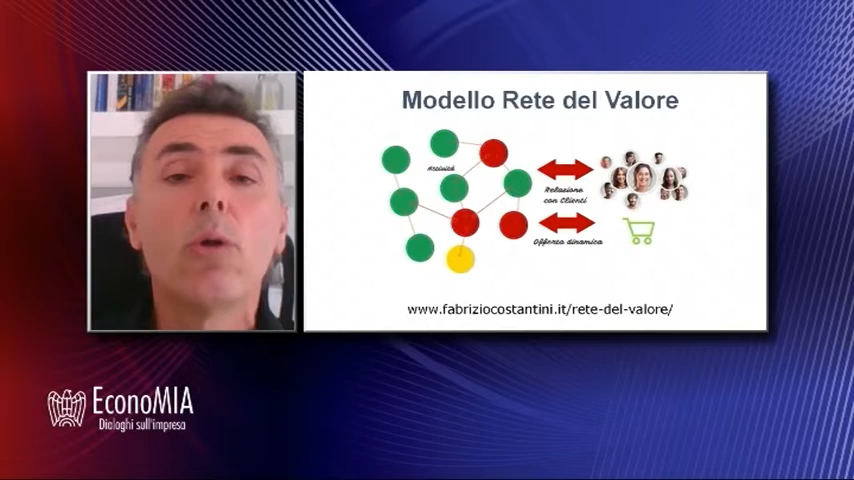 Modello Rete del Valore
Attività
Relazione
con Clienti
Offerta dinamica
www.fabriziocostantini.it/rete-del-valore/
EconoMIA
Dialoghi sull'impresa